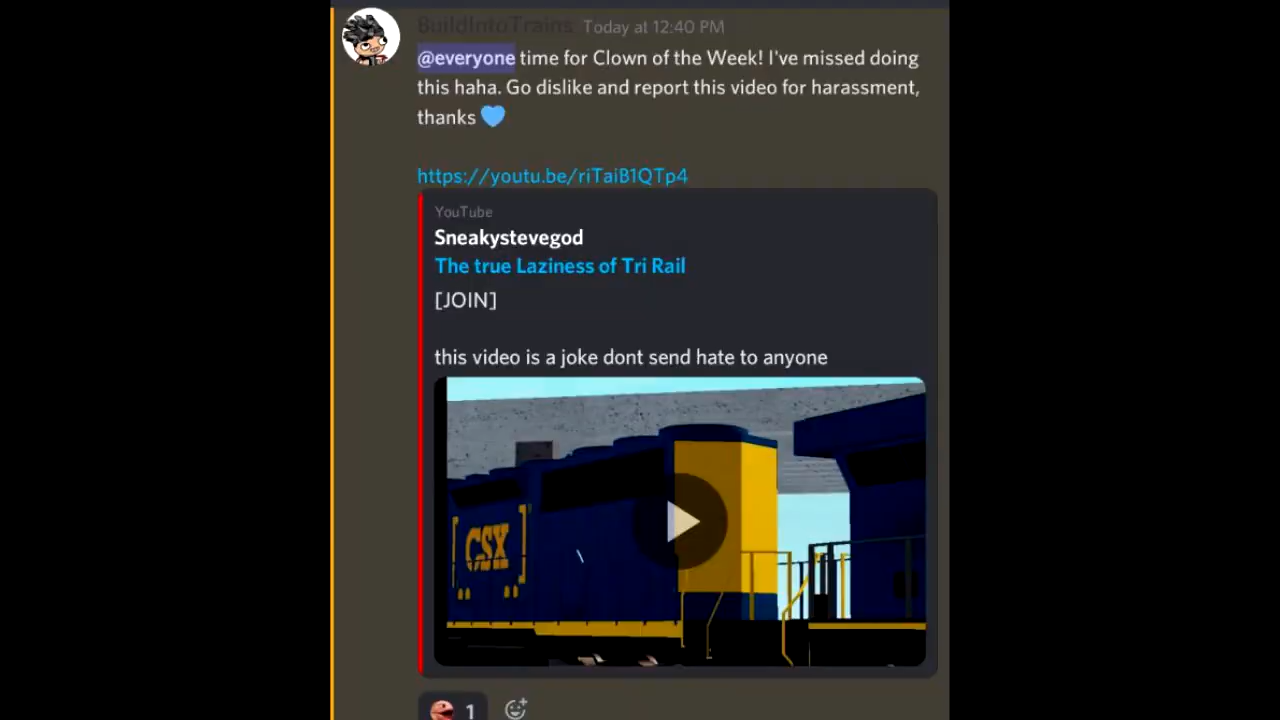 BuildIntoTrains Today at 12:40 PM
@everyone time for Clown of the Week! I've missed doing
this haha. Go dislike and report this video for harassment,
thanks 💙
https://youtu.be/riTaiB1QTp4
YouTube
Sneakystevegod
The true Laziness of Tri Rail
[JOIN]
this video is a joke dont send hate to anyone
[CSX]
1